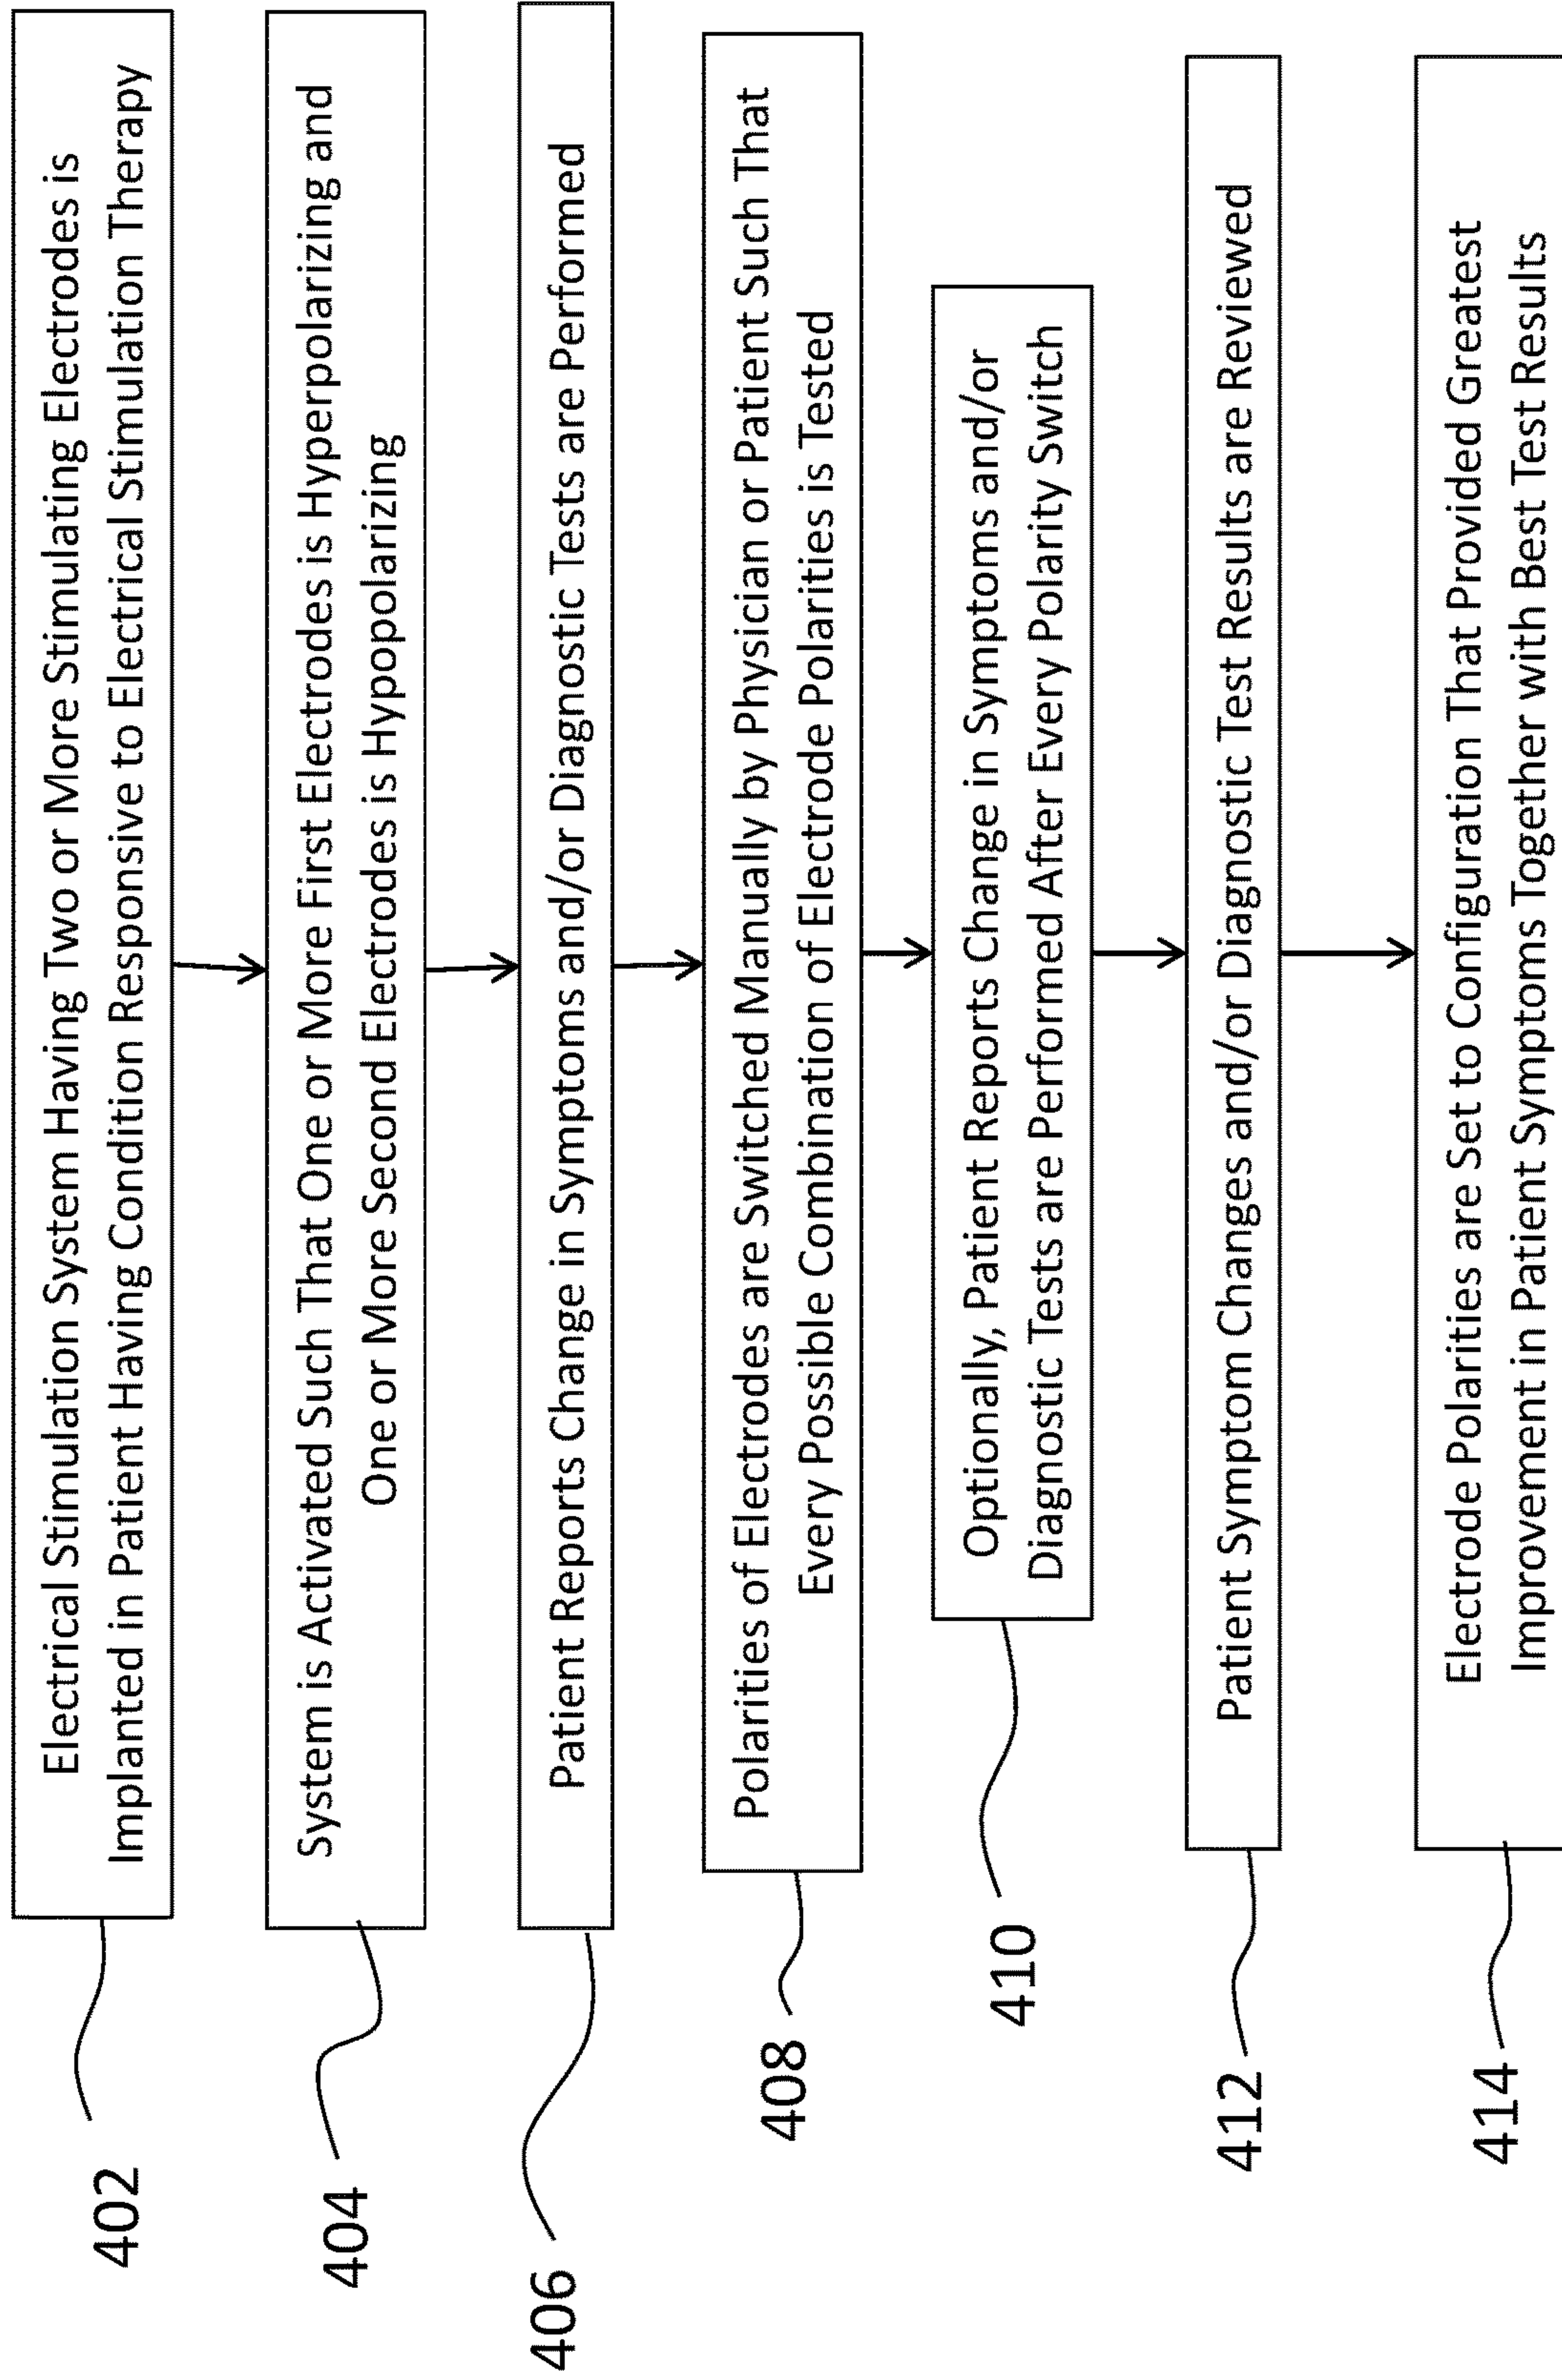 402
Electrical Stimulation System Having Two or More Stimulating Electrodes is
Implanted in Patient Having Condition Responsive to Electrical Stimulation Therapy
404
System is Activated Such That One or More First Electrodes is Hyperpolarizing and
One or More Second Electrodes is Hypopolarizing
406
Patient Reports Change in Symptoms and/or Diagnostic Tests are Performed
408
Polarities of Electrodes are Switched Manually by Physician or Patient Such That
Every Possible Combination of Electrode Polarities is Tested
410
Optionally, Patient Reports Change in Symptoms and/or
Diagnostic Tests are Performed After Every Polarity Switch
412
Patient Symptom Changes and/or Diagnostic Test Results are Reviewed
414
Electrode Polarities are Set to Configuration That Provided Greatest
Improvement in Patient Symptoms Together with Best Test Results